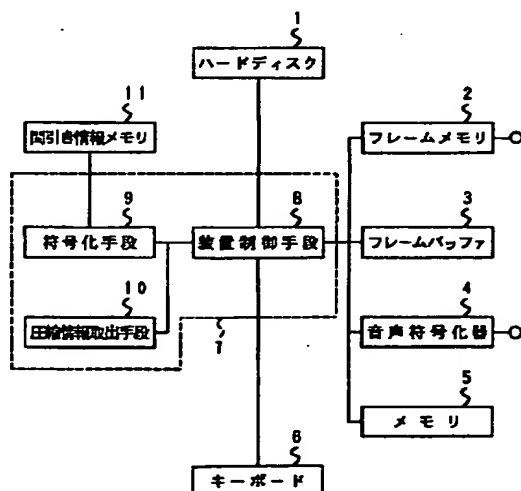 1
ハードディスク
11
間引き情報メモリ
2
フレームメモリ
9
符号化手段
8
装置制御手段
3
フレームバッファ
10
圧縮情報取出手段
7
4
音声符号化器
5
メモリ
6
キーボード